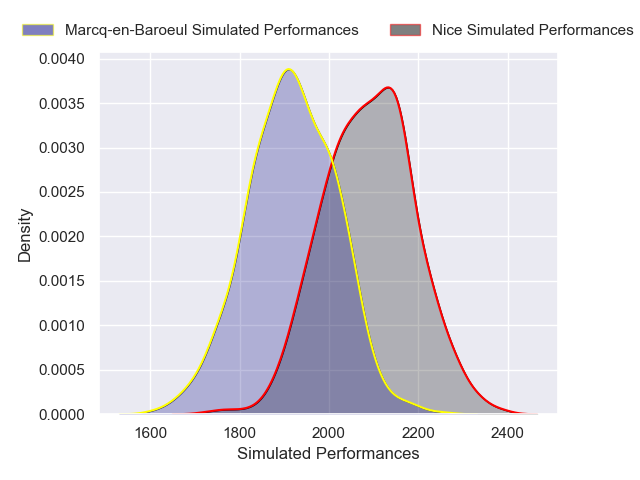 Marcq-en-Baroeul Simulated Performances Nice Simulated Performances
0.0040
0.0035
0.0030
0.0025
0.0020
0.0015
0.0010
0.0005
0.0000
Density
1600 1800 2000 2200 2400
Simulated Performances